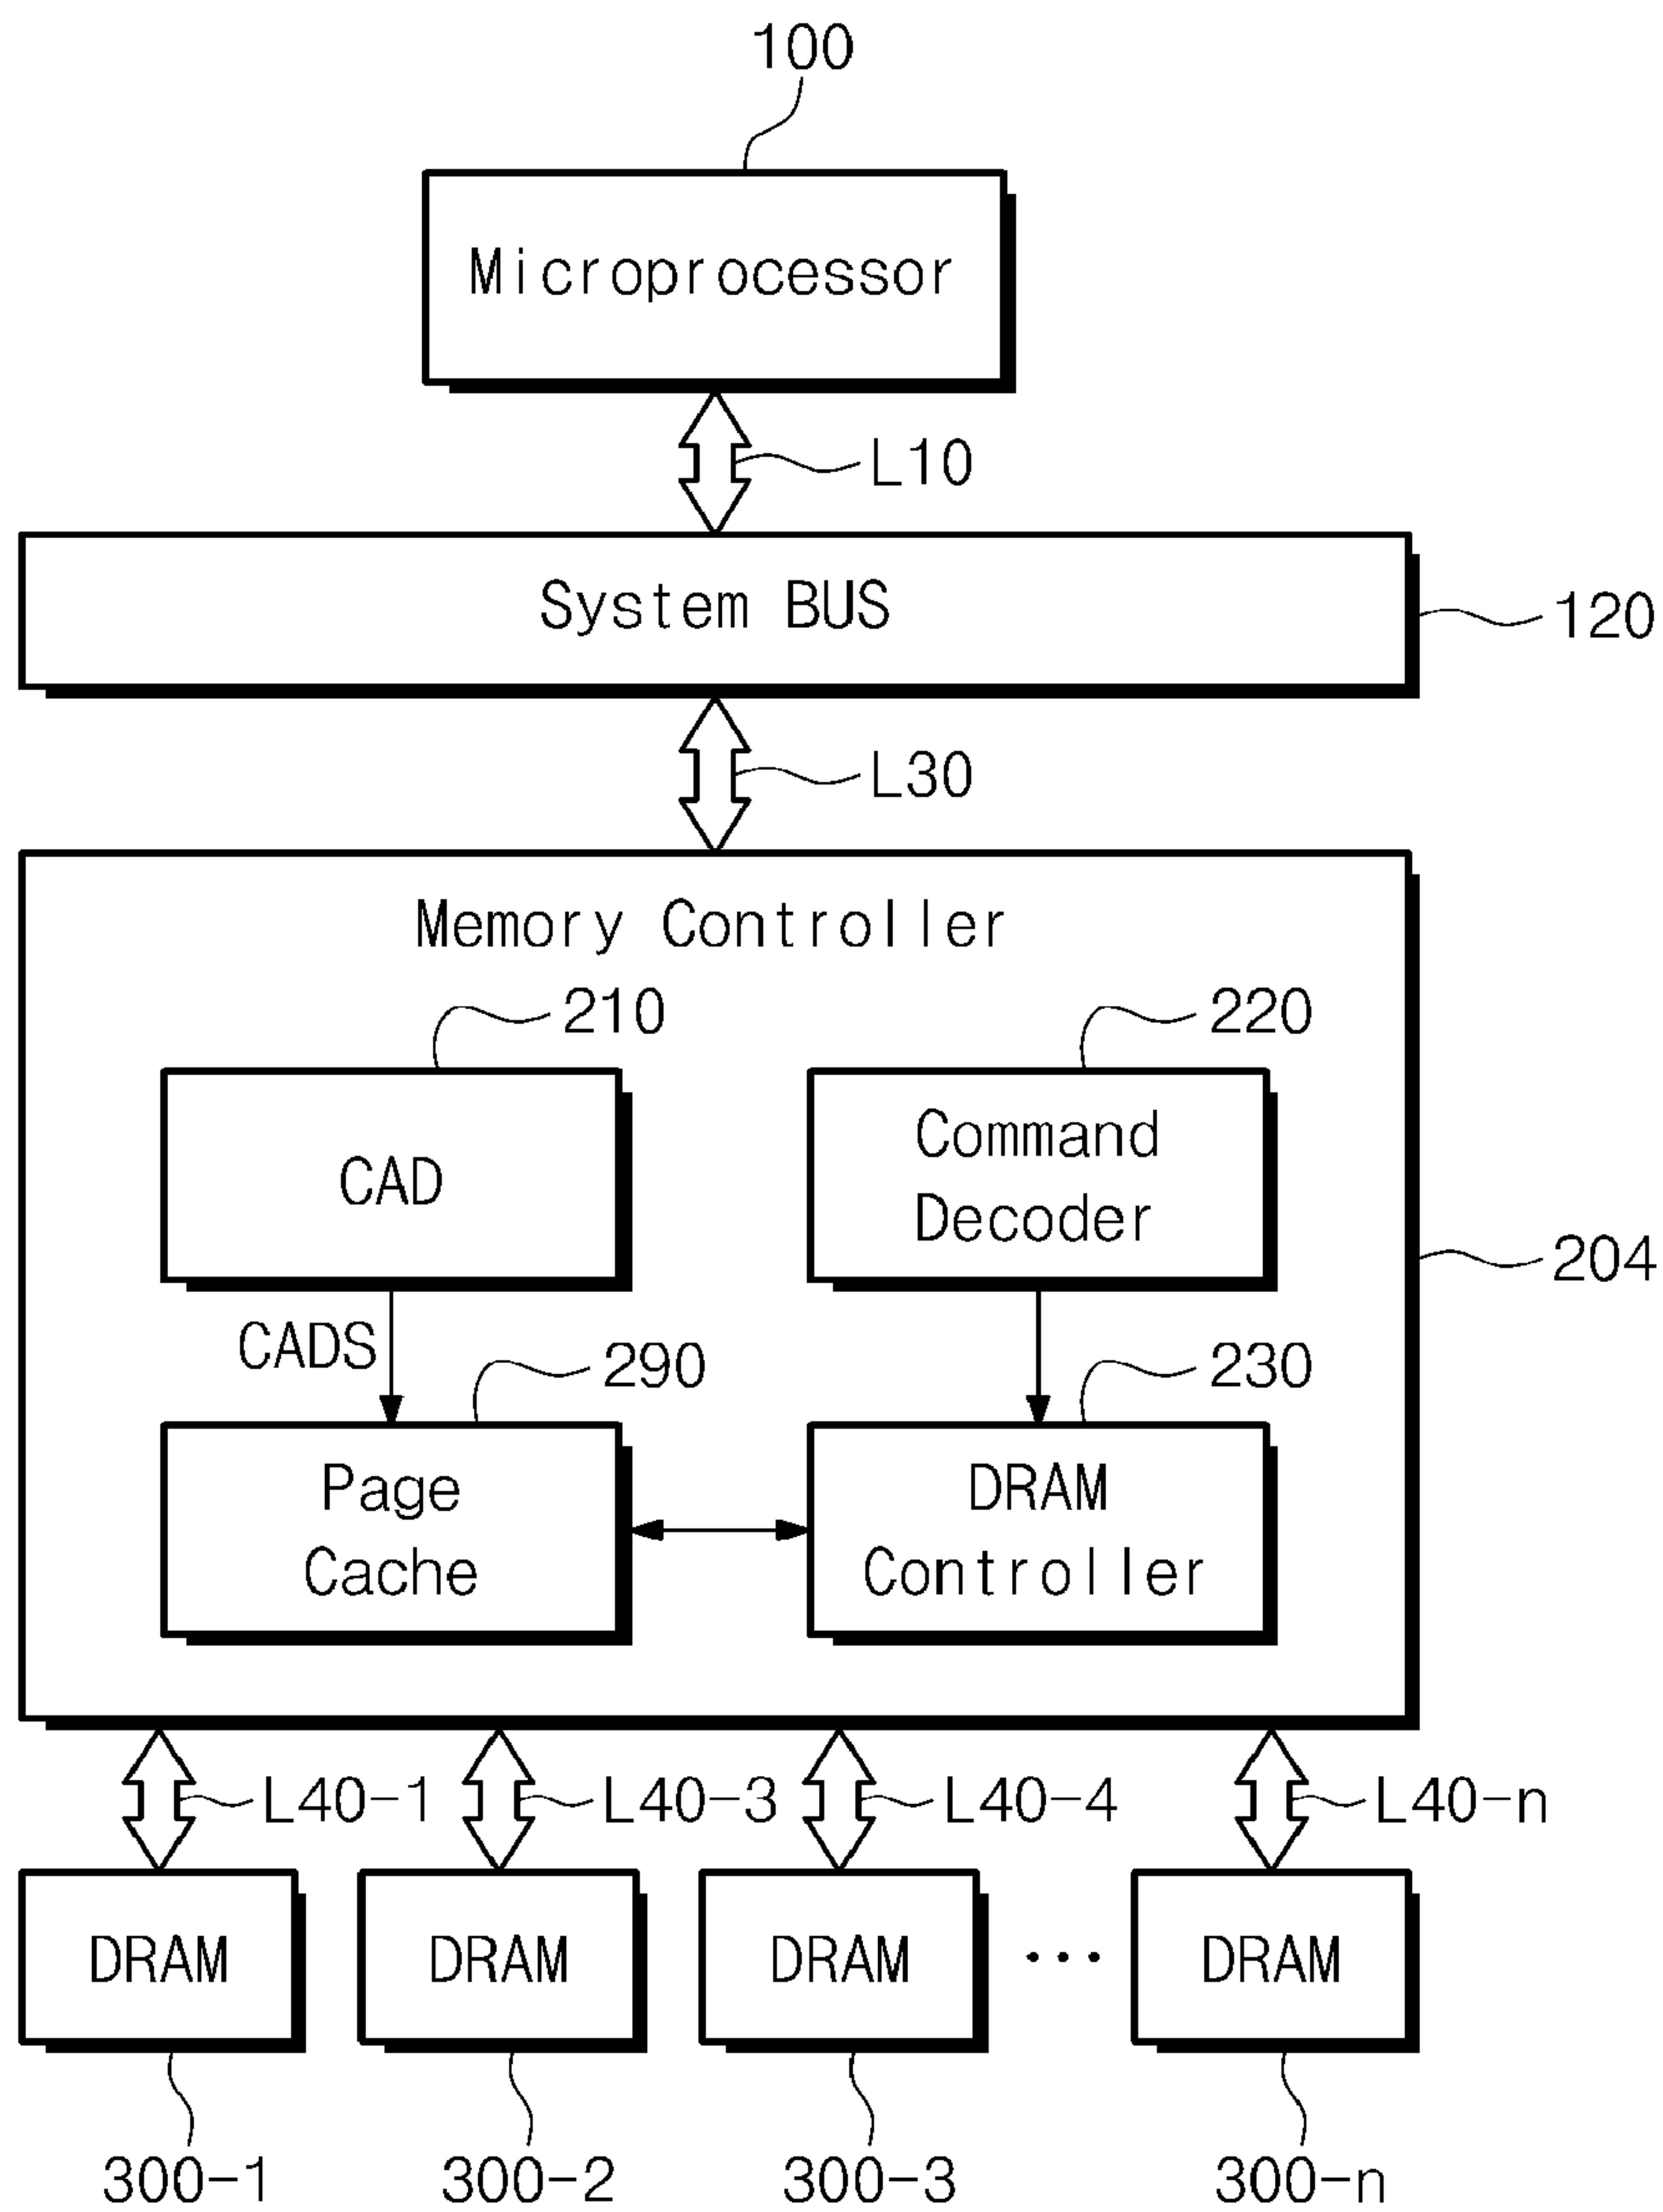 100
Microprocessor
L10
System BUS
120
L30
Memory Controller
210
220
CAD
Command
Decoder
204
CADS
290
230
Page
Cache
DRAM
Controller
L40-1
L40-3
L40-4
L40-n
DRAM
DRAM
DRAM
...
DRAM
300-1
300-2
300-3
300-n